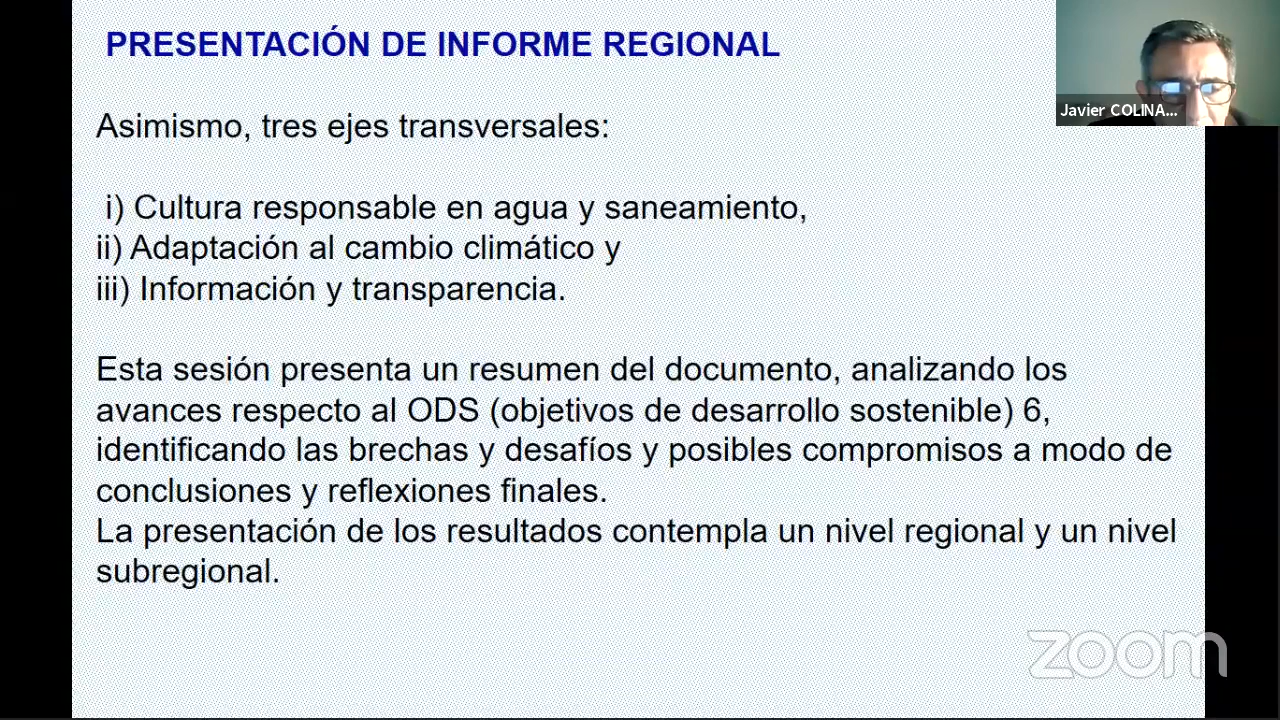 PRESENTACIÓN DE INFORME REGIONAL
Javier COLINA...
Asimismo, tres ejes transversales:
i) Cultura responsable en agua y saneamiento,
ii) Adaptación al cambio climático y
iii) Información y transparencia.
Esta sesión presenta un resumen del documento, analizando los
avances respecto al ODS (objetivos de desarrollo sostenible) 6,
identificando las brechas y desafíos y posibles compromisos a modo de
conclusiones y reflexiones finales.
La presentación de los resultados contempla un nivel regional y un nivel
subregional.
zoom